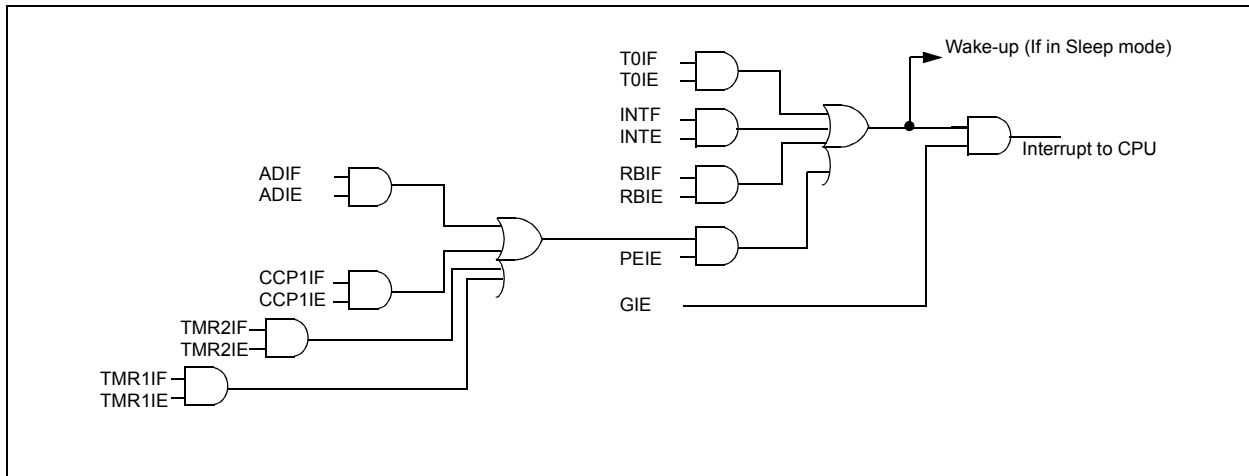 Wake-up (If in Sleep mode)
T0IF
T0IE
INTF
INTE
Interrupt to CPU
RBIF
RBIE
ADIF
ADIE
PEIE
CCP1IF
CCP1IE
GIE
TMR2IF
TMR2IE
TMR1IF
TMR1IE